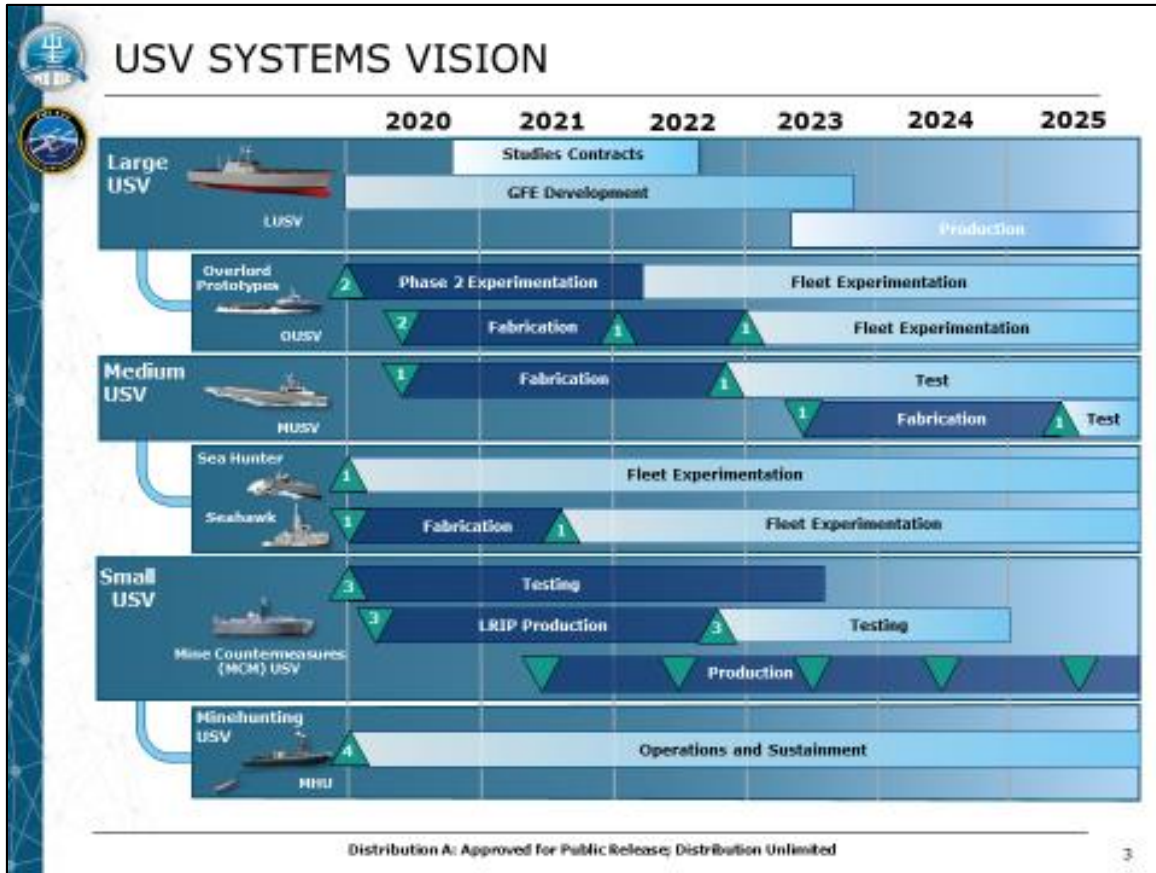 USV SYSTEMS VISION
2020 2021 2022 2023 2024 2025
Large
USV
LUSV
Studies Contracts
GFE Development
Production
Overlord
Prototypes
OUSV
2 Phase 2 Experimentation Fleet Experimentation
2 Fabrication 1 1 Fleet Experimentation
Medium
USV
MUSV
1 Fabrication 1 Test
1 Fabrication 1 Test
Sea Hunter
1 Fleet Experimentation
Seahawk
1 Fabrication 1 Fleet Experimentation
Small
USV
3 Testing
3 LRIP Production 3 Testing
Mine Countermeasures
(MCM) USV
Production
Minehunting
USV
MHU
4 Operations and Sustainment
Distribution A: Approved for Public Release; Distribution Unlimited
3